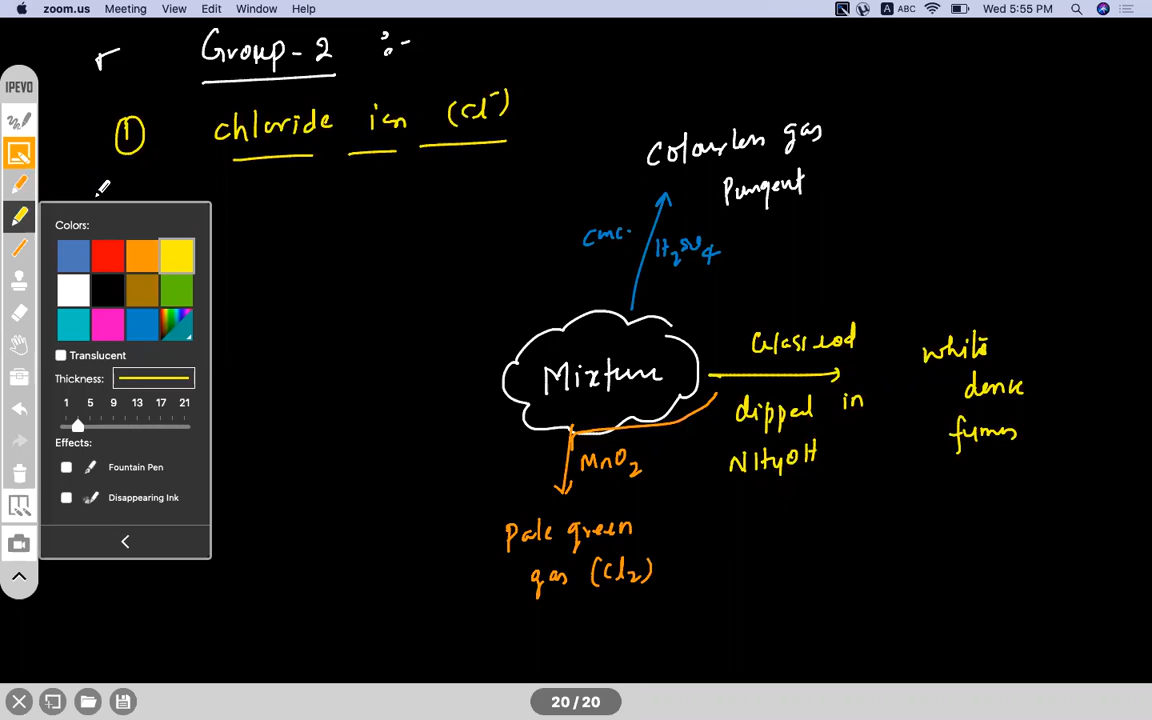 zoom.us Meeting View Edit Window Help
ABC Wed 5:55 PM
Group-2 :-
IPEVO
① chloride ion (Cl⁻)
Colourless gas
Pungent
Colors:
conc. H₂SO₄
Translucent
Thickness:
1 5 9 13 17 21
Effects:
Fountain Pen
Disappearing Ink
Mixture
Glass rod
dipped in
NH₄OH
white
dense
fumes
MnO₂
Pale green
gas (Cl₂)
20/20